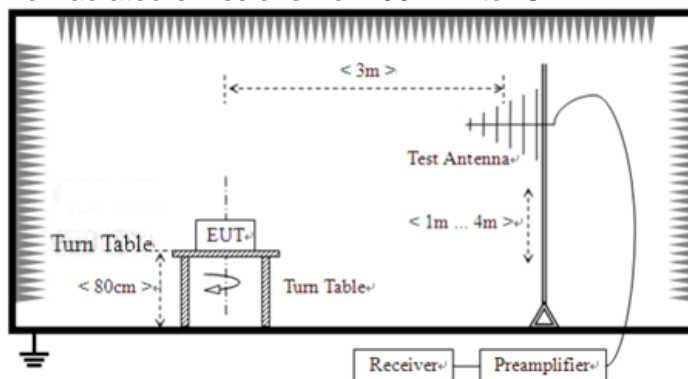 < 3m >
Test Antenna
< 1m ... 4m >
EUT
Turn Table
< 80cm >
Turn Table
Receiver
Preamplifier